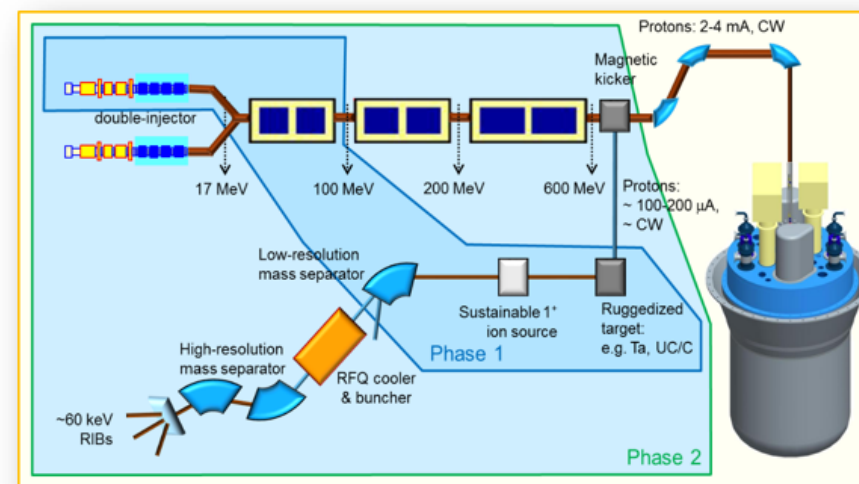 Protons: 2-4 mA, CW
Magnetic
kicker
double-injector
17 MeV
100 MeV
200 MeV
600 MeV
Protons:
~ 100-200 μA,
~ CW
Low-resolution
mass separator
Sustainable 1⁺
ion source
Ruggedized
target:
e.g. Ta, UC/C
Phase 1
High-resolution
mass separator
RFQ cooler
& buncher
~60 keV
RIBs
Phase 2